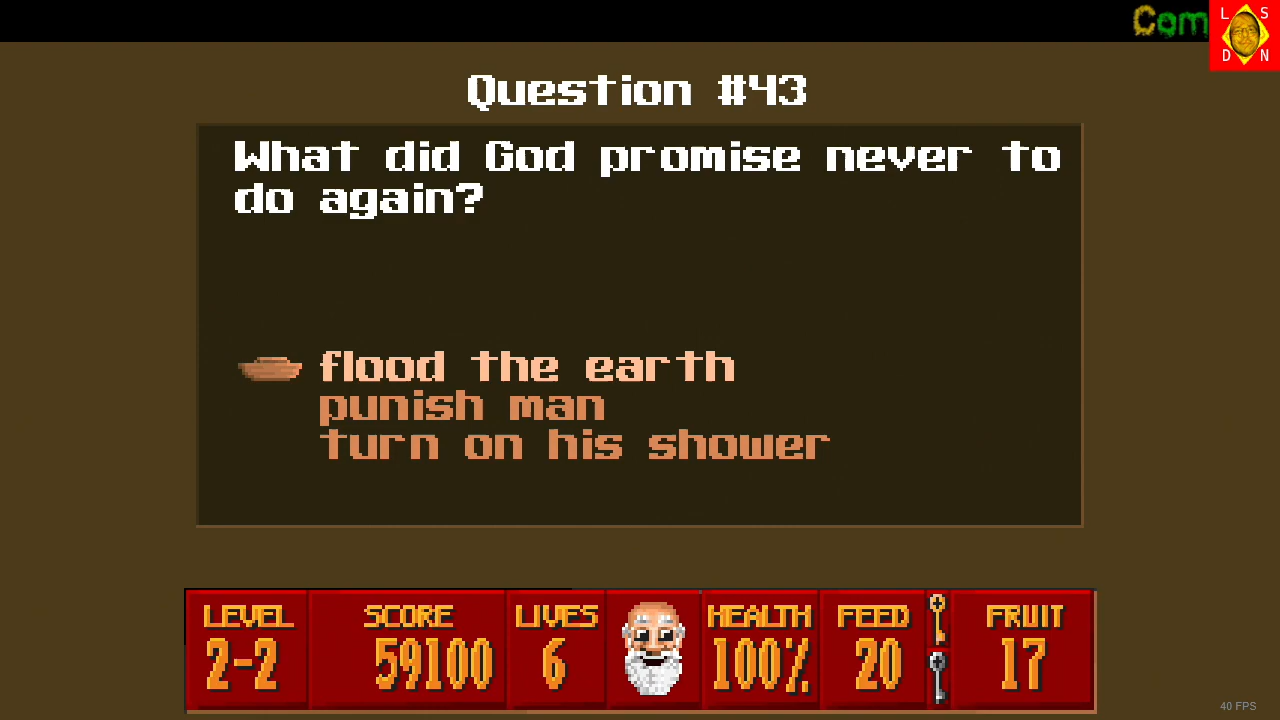 Com
L S
D N
Question #43
What did God promise never to
do again?
flood the earth
punish man
turn on his shower
LEVEL SCORE LIVES HEALTH FEED FRUIT
2-2 59100 6 100% 20 17
40 FPS